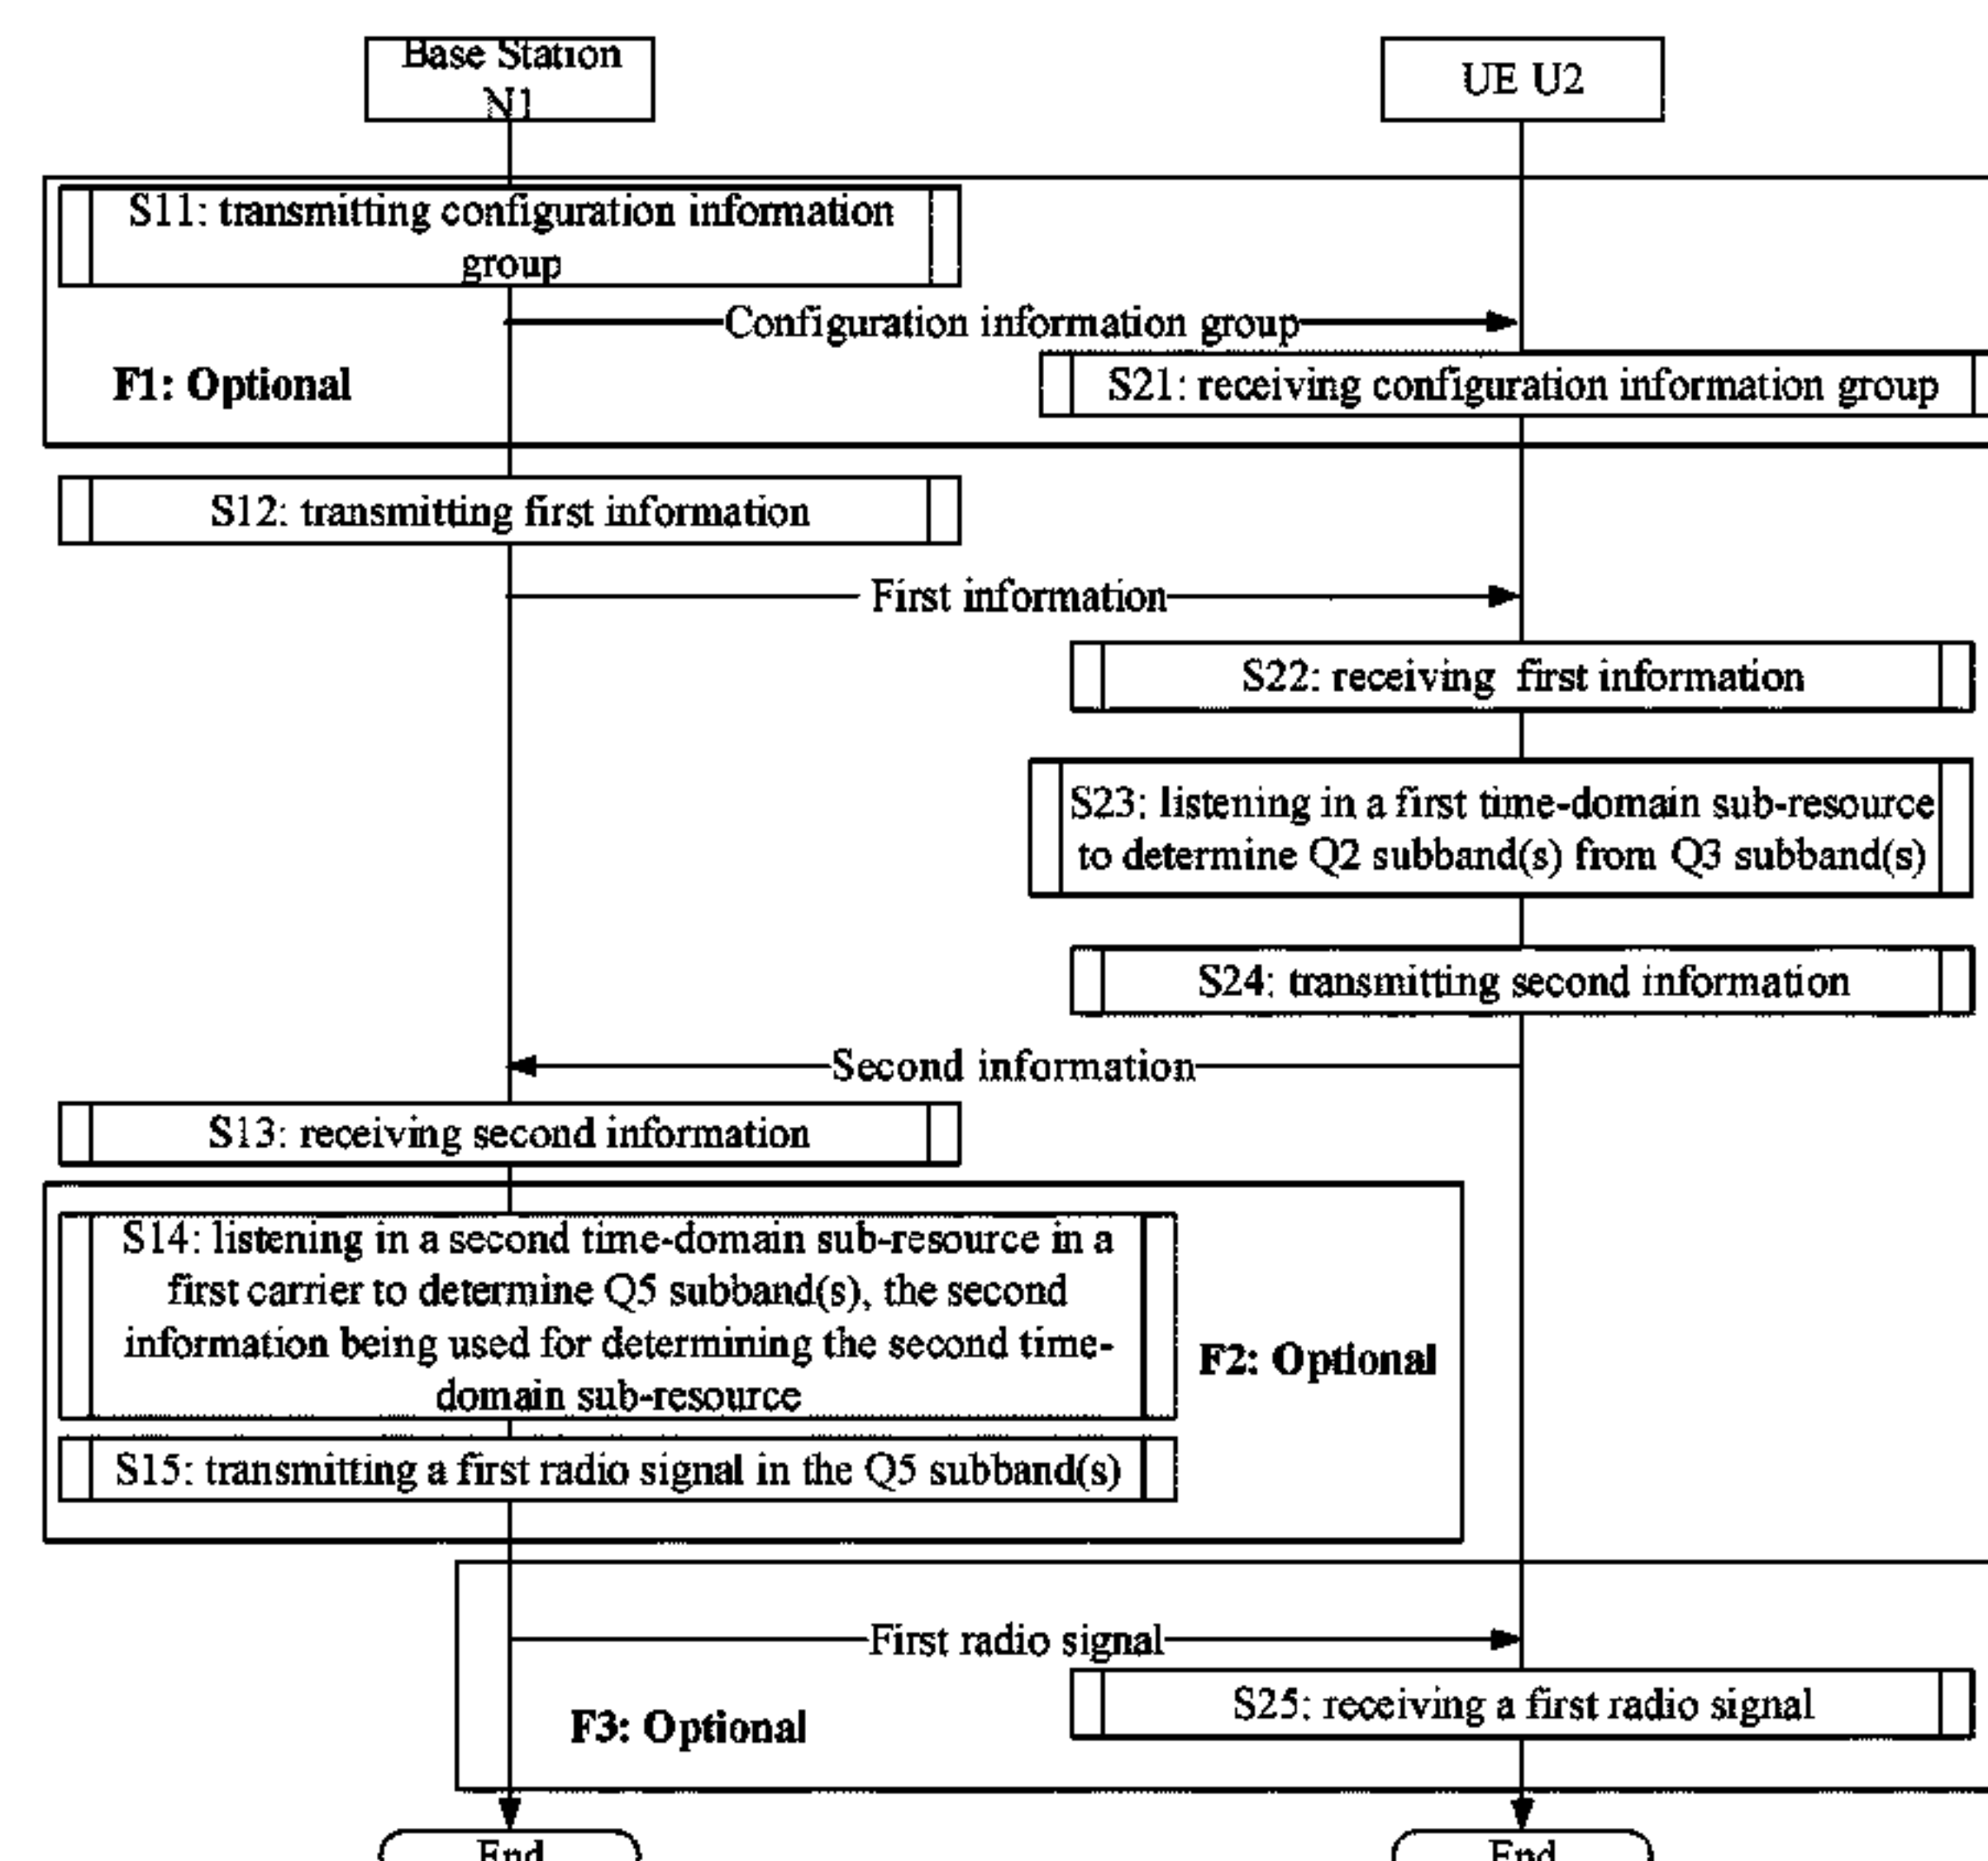 Base Station
N1
UE U2
S11: transmitting configuration information
group
Configuration information group
F1: Optional
S21: receiving configuration information group
S12: transmitting first information
First information
S22: receiving first information
S23: listening in a first time-domain sub-resource
to determine Q2 subband(s) from Q3 subband(s)
S24: transmitting second information
Second information
S13: receiving second information
S14: listening in a second time-domain sub-resource in a
first carrier to determine Q5 subband(s), the second
information being used for determining the second time-
domain sub-resource
F2: Optional
S15: transmitting a first radio signal in the Q5 subband(s)
First radio signal
S25: receiving a first radio signal
F3: Optional
End
End